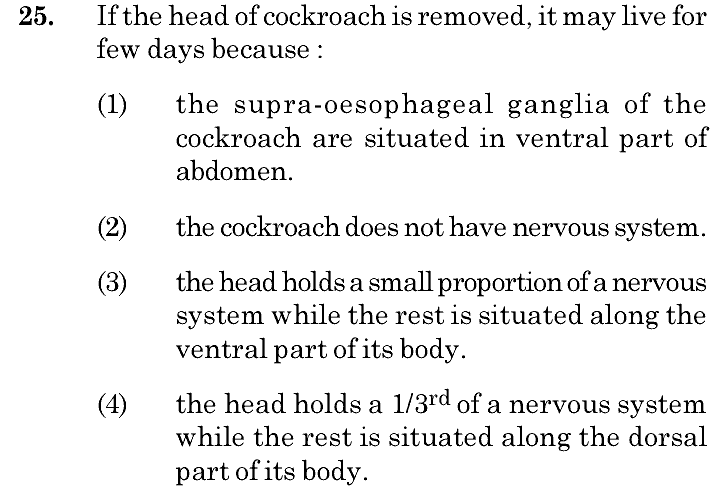 25. If the head of cockroach is removed, it may live for
few days because :
(1) the supra-oesophageal ganglia of the
cockroach are situated in ventral part of
abdomen.
(2) the cockroach does not have nervous system.
(3) the head holds a small proportion of a nervous
system while the rest is situated along the
ventral part of its body.
(4) the head holds a 1/3rd of a nervous system
while the rest is situated along the dorsal
part of its body.